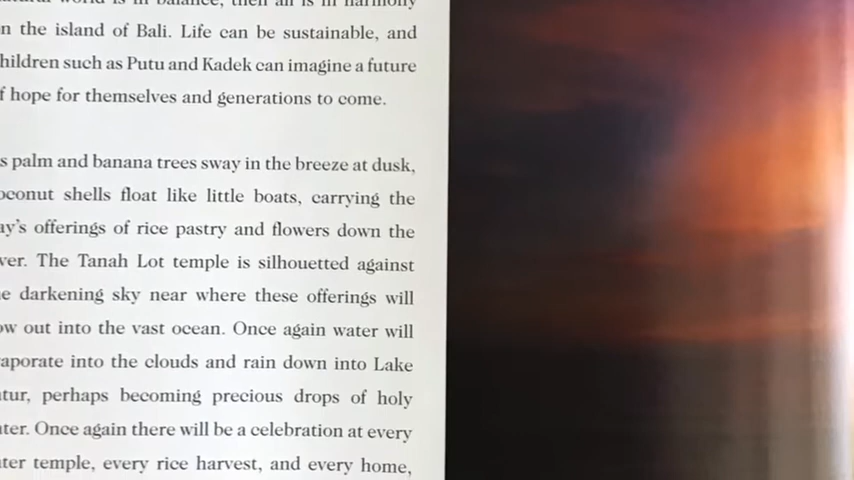 natural world is in balance, then all is in harmony
n the island of Bali. Life can be sustainable, and
hildren such as Putu and Kadek can imagine a future
f hope for themselves and generations to come.
s palm and banana trees sway in the breeze at dusk,
oconut shells float like little boats, carrying the
ay's offerings of rice pastry and flowers down the
ver. The Tanah Lot temple is silhouetted against
e darkening sky near where these offerings will
ow out into the vast ocean. Once again water will
aporate into the clouds and rain down into Lake
tur, perhaps becoming precious drops of holy
ater. Once again there will be a celebration at every
ter temple, every rice harvest, and every home,